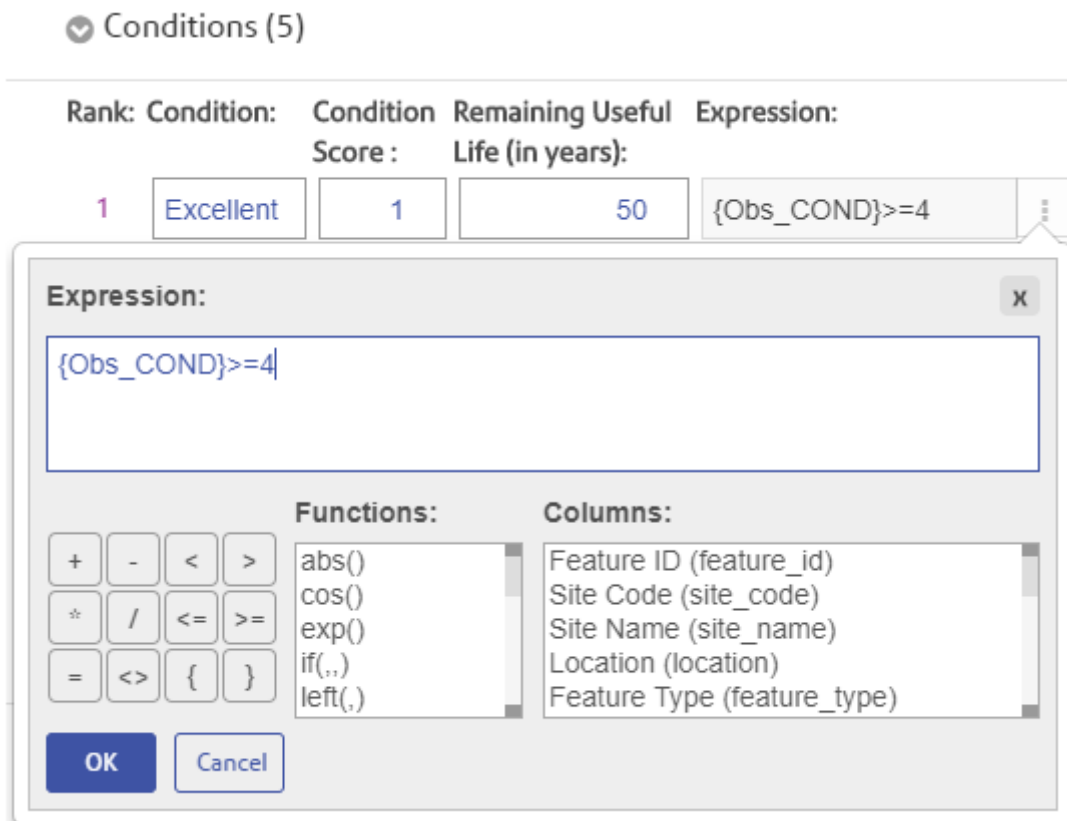 Conditions (5)
Rank: Condition: Condition Score : Remaining Useful Life (in years): Expression:
1 Excellent 1 50 {Obs_COND}>=4
Expression: x
{Obs_COND}>=4
Functions: Columns:
+ - < >
* / <= >=
= <> { }
abs()
cos()
exp()
if(,,)
left(,)
Feature ID (feature_id)
Site Code (site_code)
Site Name (site_name)
Location (location)
Feature Type (feature_type)
OK Cancel